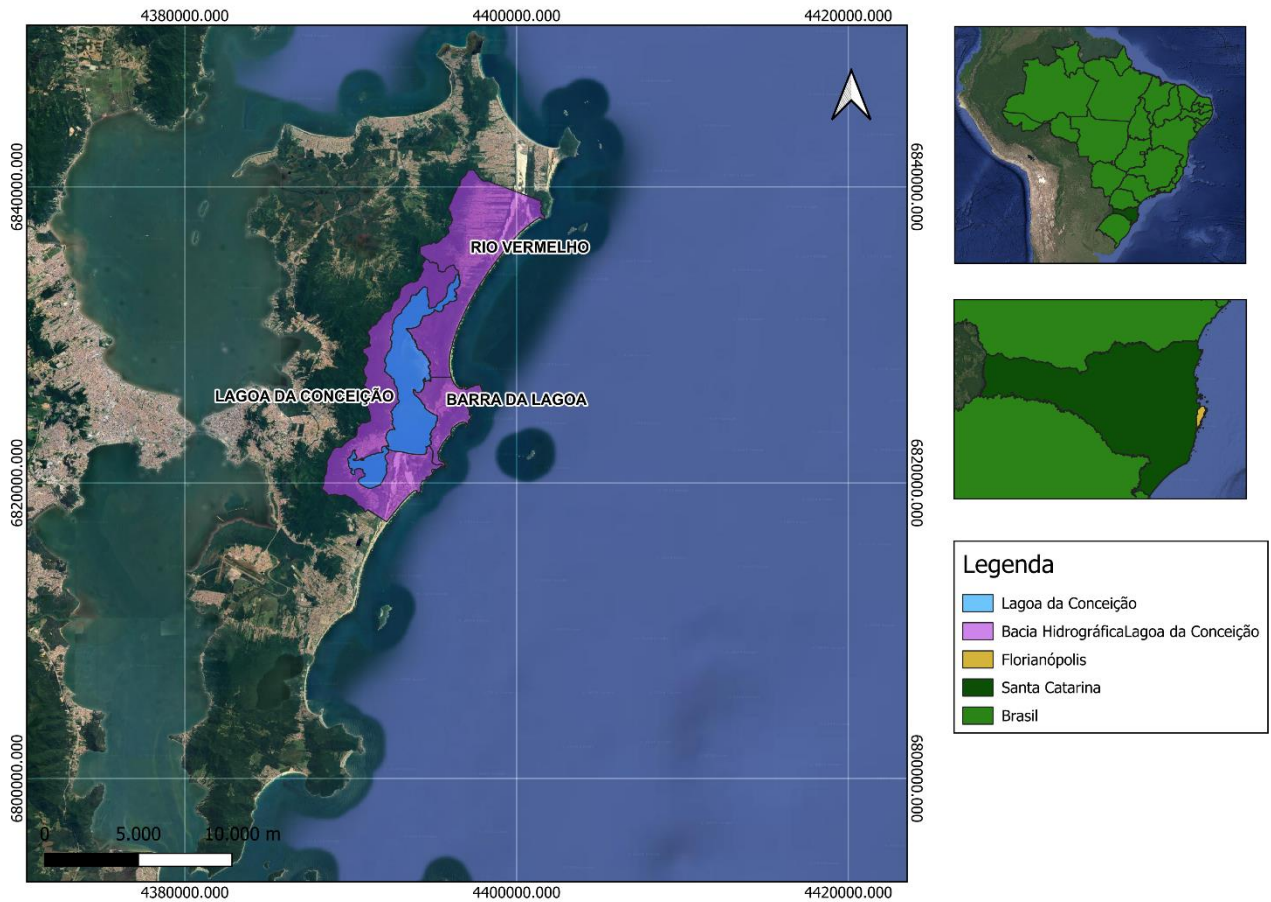 4380000.000
4400000.000
4420000.000
6840000.000
6840000.000
RIO VERMELHO
LAGOA DA CONCEIÇÃO
BARRA DA LAGOA
6820000.000
6820000.000
6800000.000
6800000.000
0 5.000 10.000 m
4380000.000
4400000.000
4420000.000
Legenda
Lagoa da Conceição
Bacia HidrográficaLagoa da Conceição
Florianópolis
Santa Catarina
Brasil